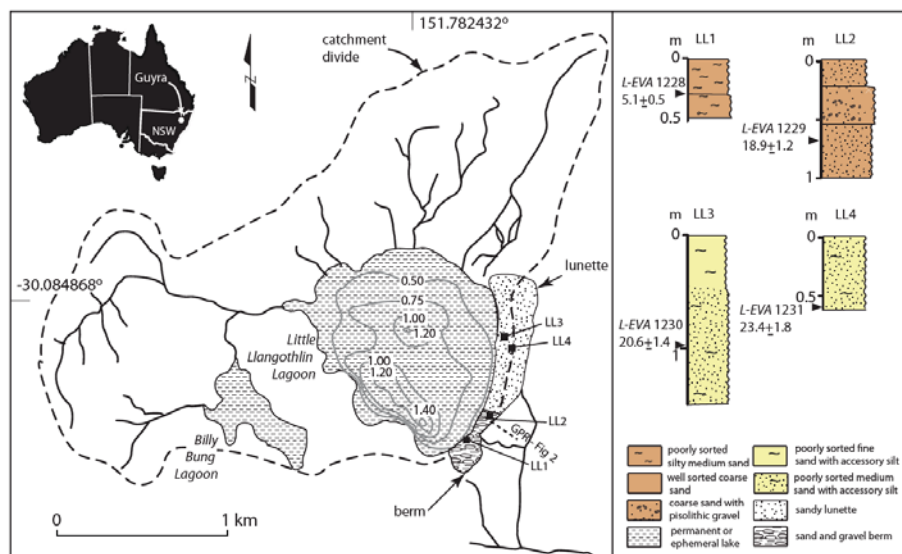 151.782432º
catchment
divide
Guyra
NSW
N
-30.084868º
lunette
0.50
0.75
1.00
1.20
1.00
1.20
1.40
LL3
LL4
Little
Llangothlin
Lagoon
Billy
Bung
Lagoon
LL2
GPR Fig 2
LL1
berm
0
1 km
m
LL1
0
L-EVA 1228
5.1±0.5
0.5
m
LL2
0
L-EVA 1229
18.9±1.2
1
m
LL3
0
L-EVA 1230
20.6±1.4
1
m
LL4
0
0.5
L-EVA 1231
23.4±1.8
poorly sorted
silty medium sand
well sorted coarse
sand
coarse sand with
pisolithic gravel
permanent or
ephemeral lake
poorly sorted fine
sand with accessory silt
poorly sorted medium
sand with accessory silt
sandy lunette
sand and gravel berm